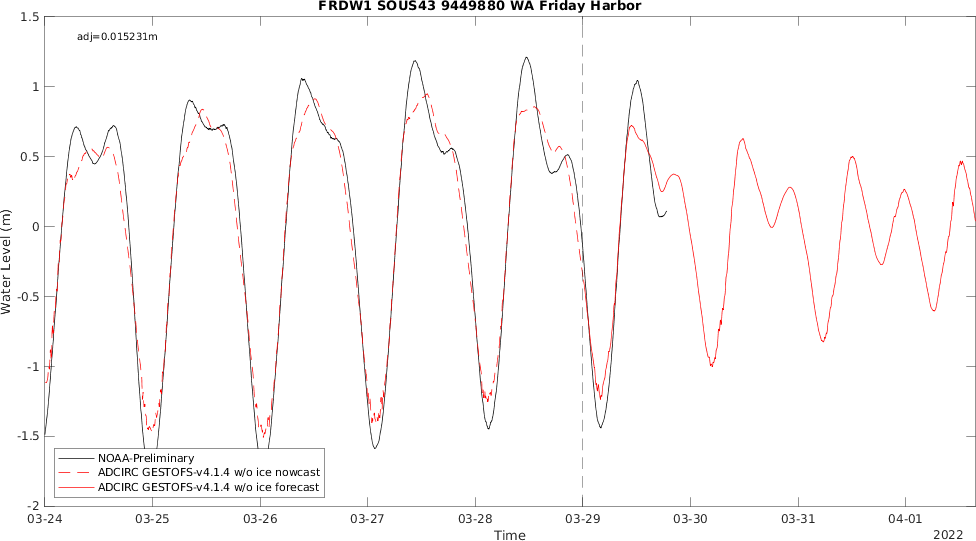 FRDW1 SOUS43 9449880 WA Friday Harbor
1.5
adj=0.015231m
1
0.5
0
-0.5
-1
-1.5
-2
Water Level (m)
NOAA-Preliminary
ADCIRC GESTOFS-v4.1.4 w/o ice nowcast
ADCIRC GESTOFS-v4.1.4 w/o ice forecast
03-24 03-25 03-26 03-27 03-28 03-29 03-30 03-31 04-01
Time
2022